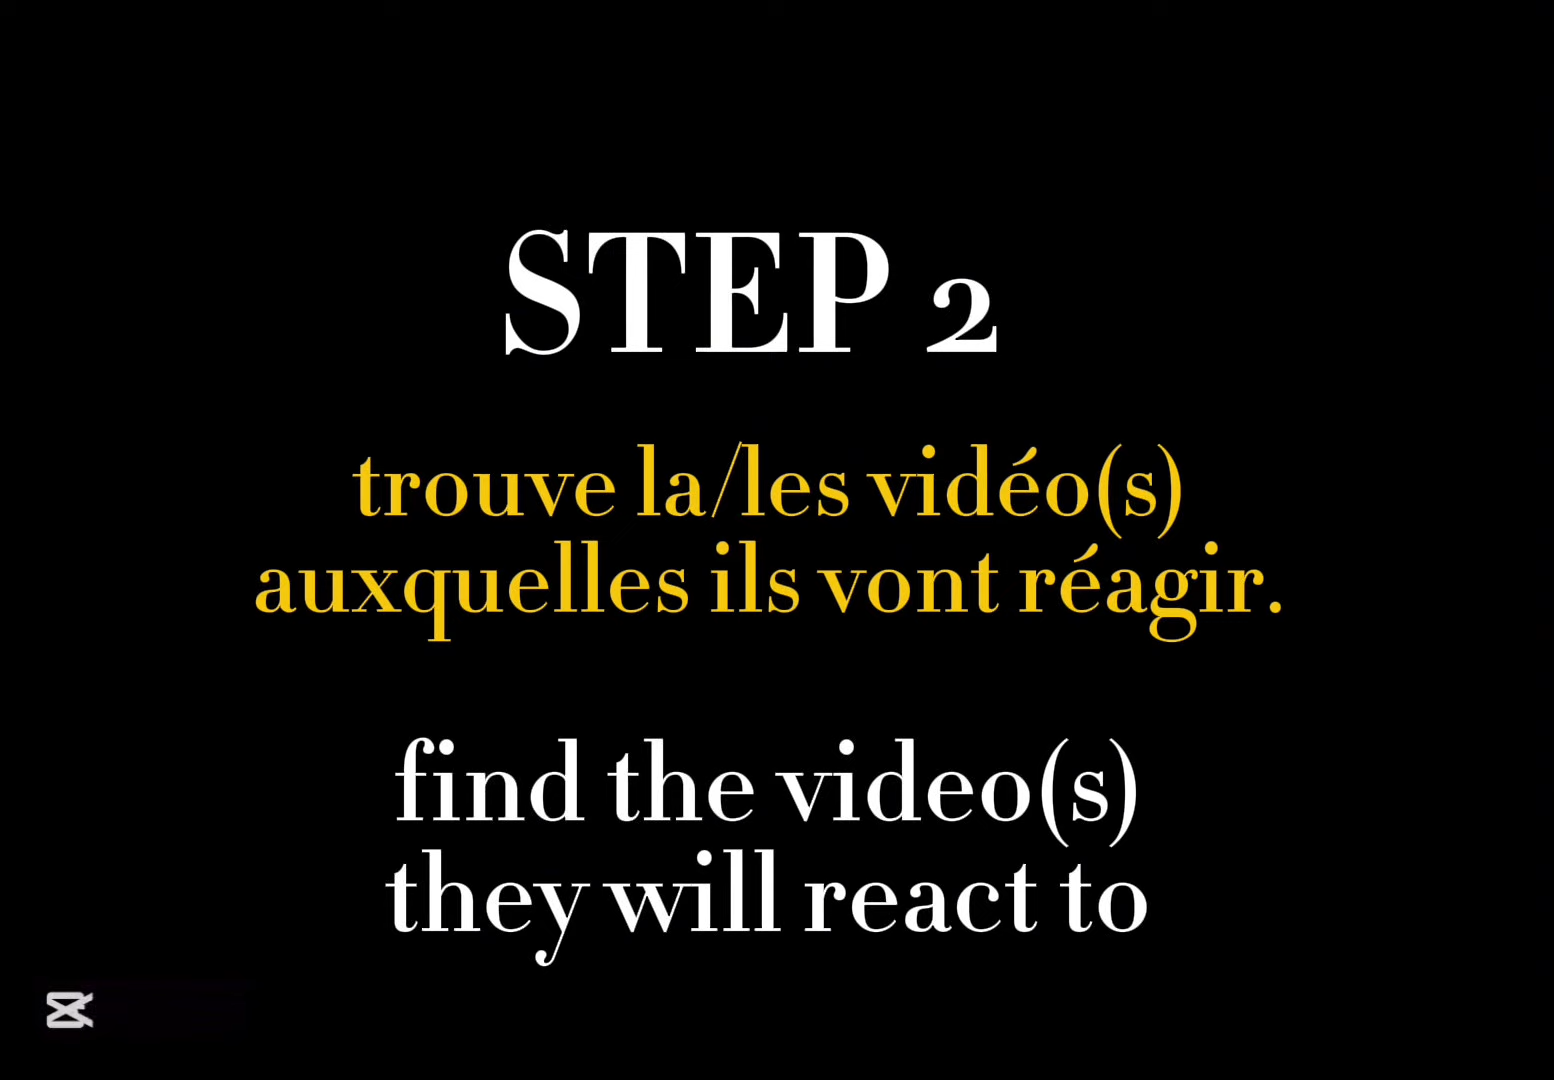 STEP 2
trouve la/les vidéo(s)
auxquelles ils vont réagir.
find the video(s)
they will react to